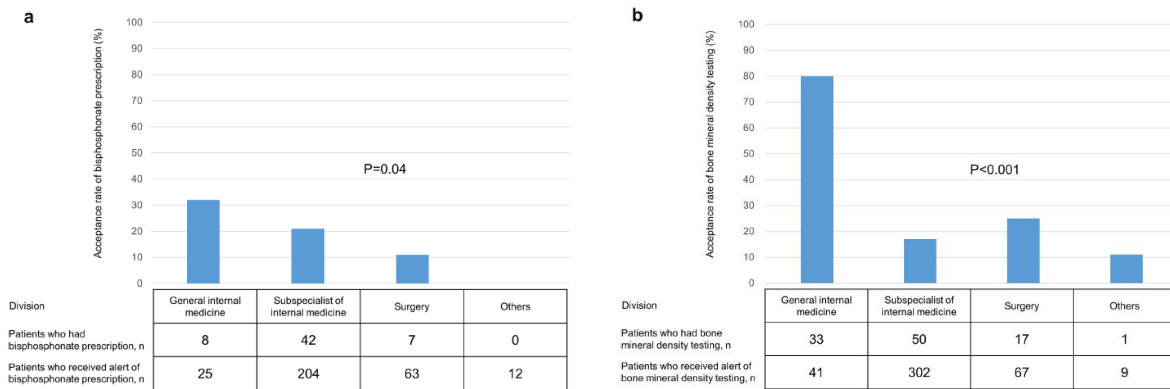 a
Acceptance rate of bisphosphonate prescription (%)
100
90
80
70
60
50
40
30
20
10
0
P=0.04
Division
General internal
medicine
Subspecialist of
internal medicine
Surgery
Others
Patients who had
bisphosphonate prescription, n
8
42
7
0
Patients who received alert of
bisphosphonate prescription, n
25
204
63
12
b
Acceptance rate of bone mineral density testing (%)
100
90
80
70
60
50
40
30
20
10
0
P<0.001
Division
General internal
medicine
Subspecialist of
internal medicine
Surgery
Others
Patients who had bone
mineral density testing, n
33
50
17
1
Patients who received alert of
bone mineral density testing, n
41
302
67
9